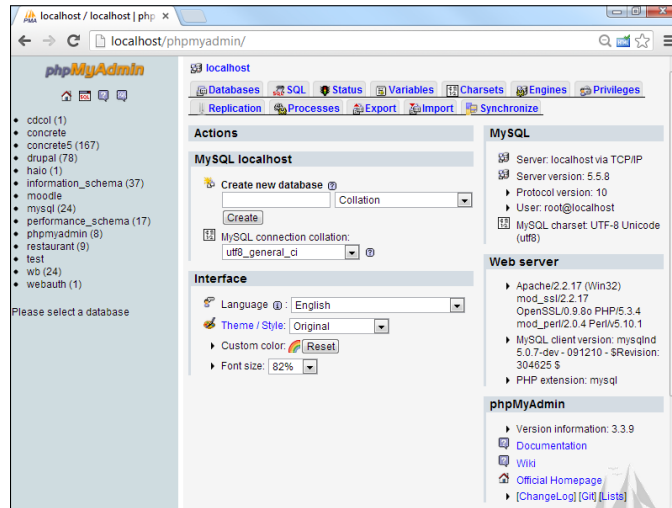 localhost / localhost | php
localhost/phpmyadmin/
phpMyAdmin
cdcol (1)
concrete
concrete5 (167)
drupal (78)
haio (1)
information_schema (37)
moodle
mysql (24)
performance_schema (17)
phpmyadmin (8)
restaurant (9)
test
wb (24)
webauth (1)
Please select a database
localhost
Databases SQL Status Variables Charsets Engines Privileges
Replication Processes Export Import Synchronize
Actions
MySQL localhost
Create new database
Collation
Create
MySQL connection collation:
utf8_general_ci
Interface
Language : English
Theme / Style: Original
Custom color: Reset
Font size: 82%
MySQL
Server: localhost via TCP/IP
Server version: 5.5.8
Protocol version: 10
User: root@localhost
MySQL charset: UTF-8 Unicode
(utf8)
Web server
Apache/2.2.17 (Win32)
mod_ssl/2.2.17
OpenSSL/0.9.8o PHP/5.3.4
mod_perl/2.0.4 Perl/v5.10.1
MySQL client version: mysqlnd
5.0.7-dev - 091210 - $Revision:
304625 $
PHP extension: mysql
phpMyAdmin
Version information: 3.3.9
Documentation
Wiki
Official Homepage
[ChangeLog] [Git] [Lists]